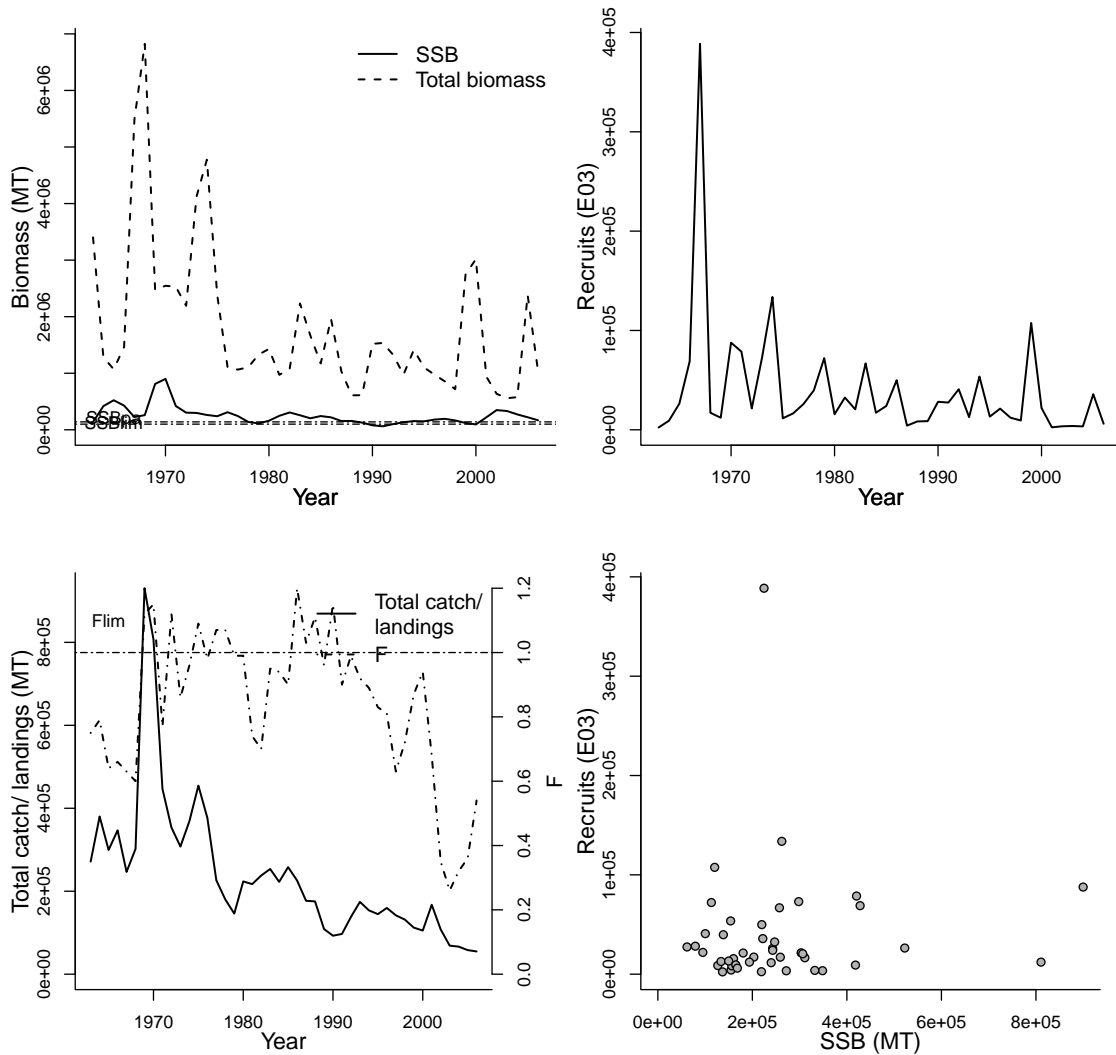 SSB
Total biomass
Biomass (MT)
0e+00
2e+06
4e+06
6e+06
SSBlim
1970
1980
1990
2000
Year
Recruits (E03)
0e+00
1e+05
2e+05
3e+05
4e+05
1970
1980
1990
2000
Year
Total catch/
landings
F
Flim
Total catch/ landings (MT)
0e+00
2e+05
4e+05
6e+05
8e+05
0.0
0.2
0.4
0.6
0.8
1.0
1.2
F
1970
1980
1990
2000
Year
Recruits (E03)
0e+00
1e+05
2e+05
3e+05
4e+05
0e+00
2e+05
4e+05
6e+05
8e+05
SSB (MT)